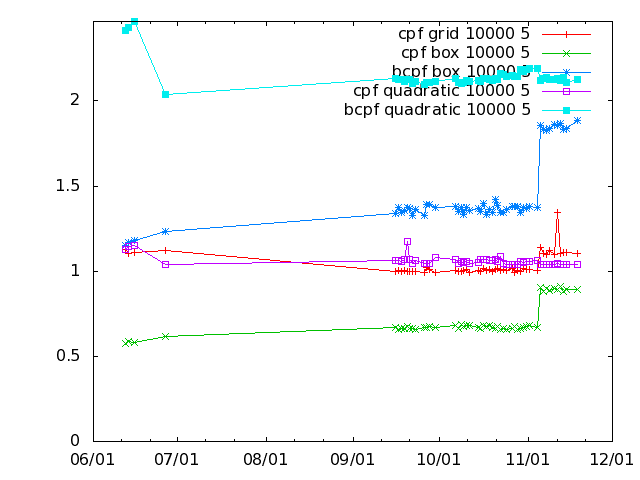 cpf grid 10000 5
cpf box 10000 5
bcpf box 10000 5
cpf quadratic 10000 5
bcpf quadratic 10000 5
2
1.5
1
0.5
0
06/01 07/01 08/01 09/01 10/01 11/01 12/01